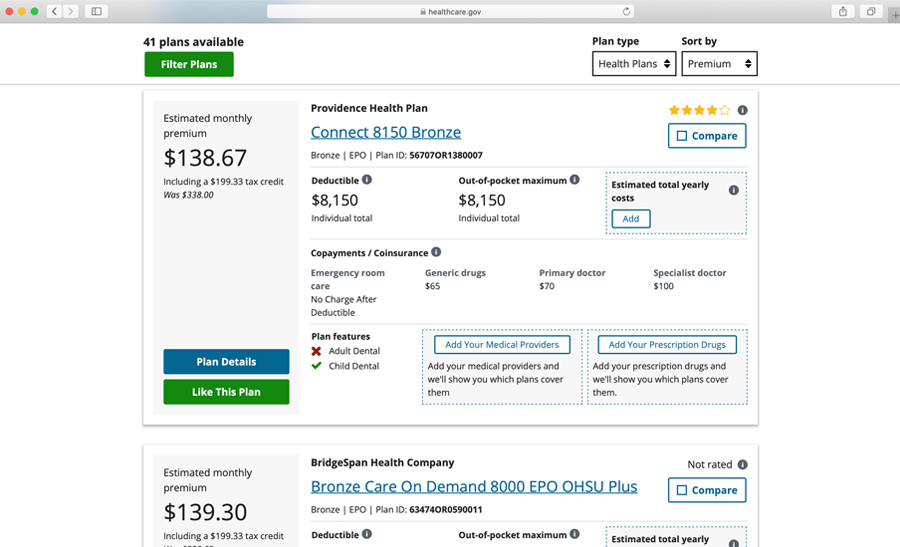 healthcare.gov
41 plans available
Filter Plans
Plan type
Health Plans
Sort by
Premium
Estimated monthly
premium
$138.67
Including a $199.33 tax credit
Was $338.00
Plan Details
Like This Plan
Providence Health Plan
Connect 8150 Bronze
Bronze | EPO | Plan ID: 56707OR1380007
Compare
Deductible
$8,150
Individual total
Out-of-pocket maximum
$8,150
Individual total
Estimated total yearly
costs
Add
Copayments / Coinsurance
Emergency room
care
No Charge After
Deductible
Generic drugs
$65
Primary doctor
$70
Specialist doctor
$100
Plan features
Adult Dental
Child Dental
Add Your Medical Providers
Add your medical providers and
we'll show you which plans cover
them
Add Your Prescription Drugs
Add your prescription drugs and
we'll show you which plans cover
them.
Estimated monthly
premium
$139.30
Including a $199.33 tax credit
BridgeSpan Health Company
Bronze Care On Demand 8000 EPO OHSU Plus
Bronze | EPO | Plan ID: 63474OR0590011
Not rated
Compare
Deductible
Out-of-pocket maximum
Estimated total yearly